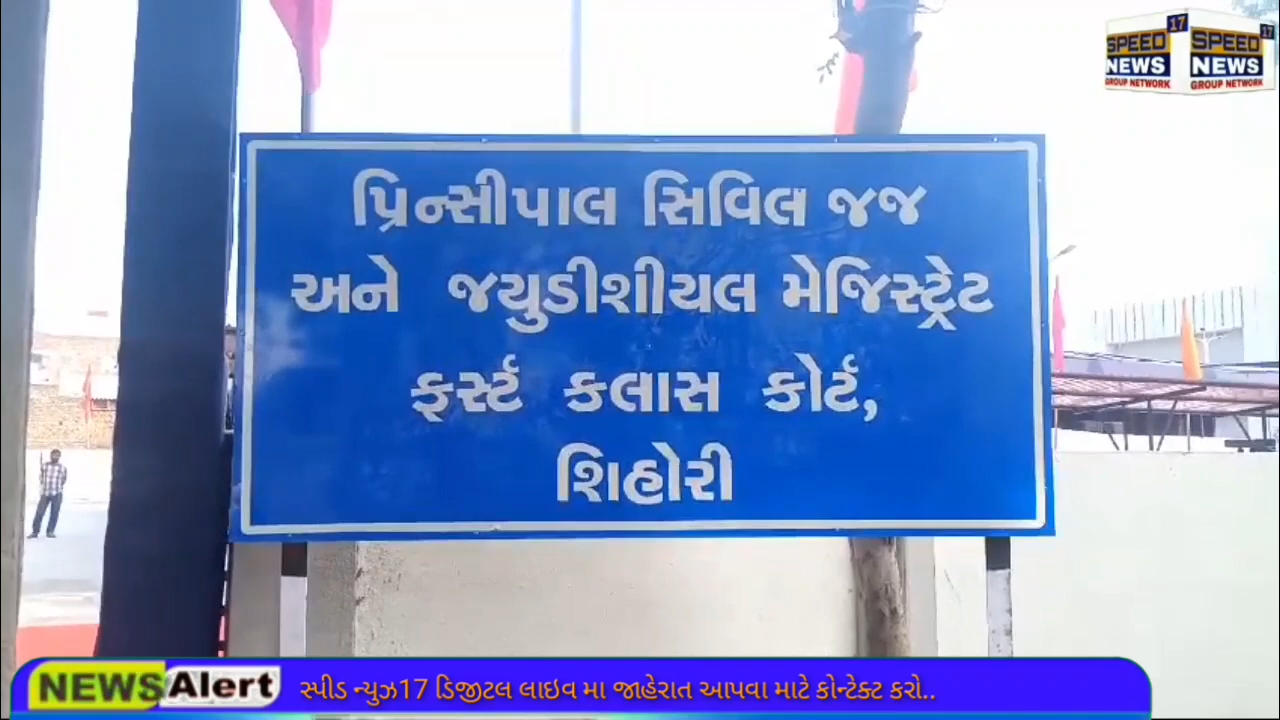 17
17
SPEED SPEED
NEWS NEWS
GROUP NETWORK GROUP NETWORK
પ્રિન્સીપાલ સિવિલ જજ
અને જયુડીશીયલ મેજિસ્ટ્રેટ
ફર્સ્ટ કલાસ કોર્ટ,
શિહોરી
NEWS Alert સ્પીડ ન્યુઝ17 ડિજીટલ લાઇવ મા જાહેરાત આપવા માટે કોન્ટેક્ટ કરો..